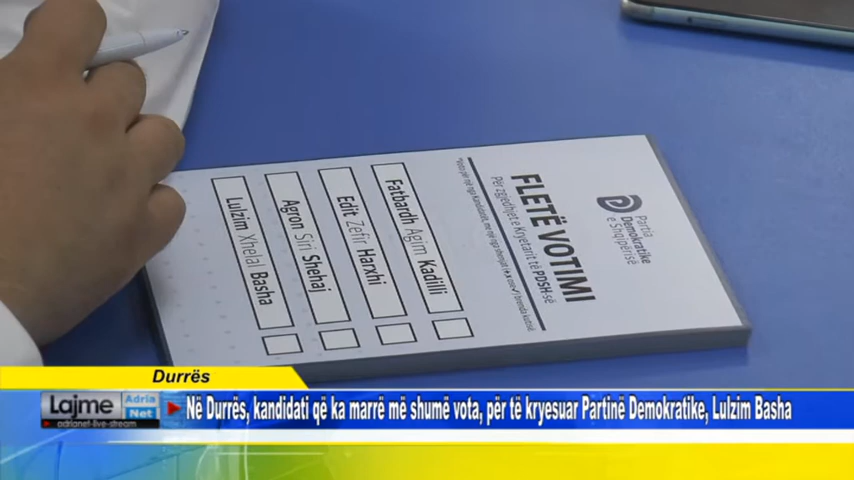 Partia
Demokratike
e Shqipërisë
FLETË VOTIMI
Për zgjedhjet e Kryetarit të PDSH-së
Fatbardh Agim Kadilli
Edit Zefir Harxhi
Agron Siri Shehaj
Lulzim Xhelal Basha
Durrës
Lajme Adria Net
adrianet-live-stream
Në Durrës, kandidati që ka marrë më shumë vota, për të kryesuar Partinë Demokratike, Lulzim Basha